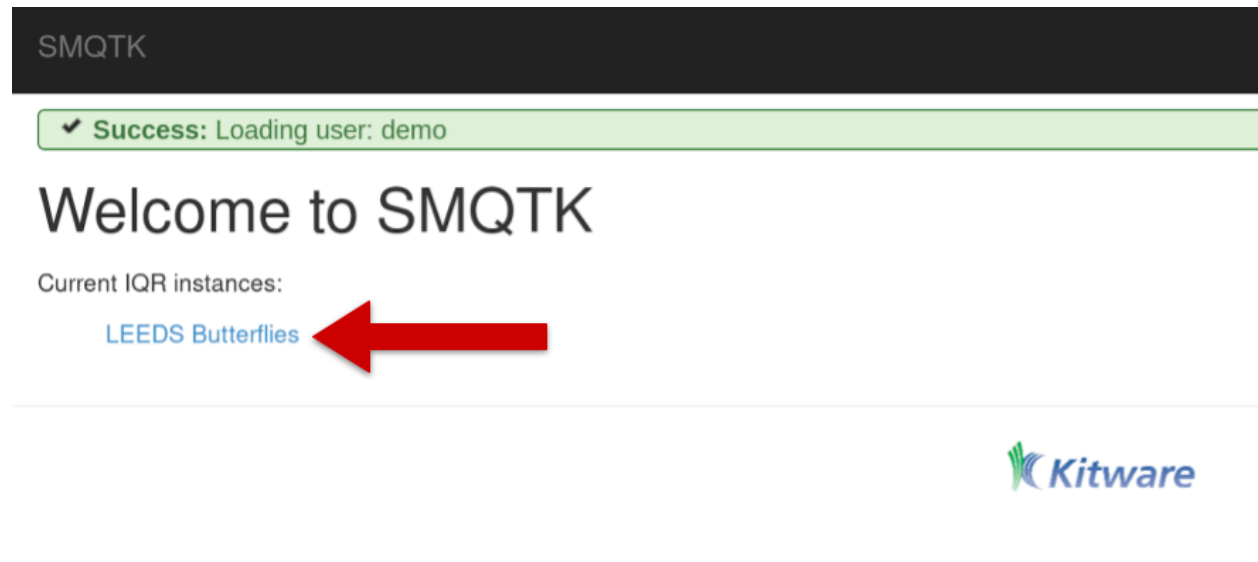 SMQTK
Success: Loading user: demo
Welcome to SMQTK
Current IQR instances:
LEEDS Butterflies
Kitware